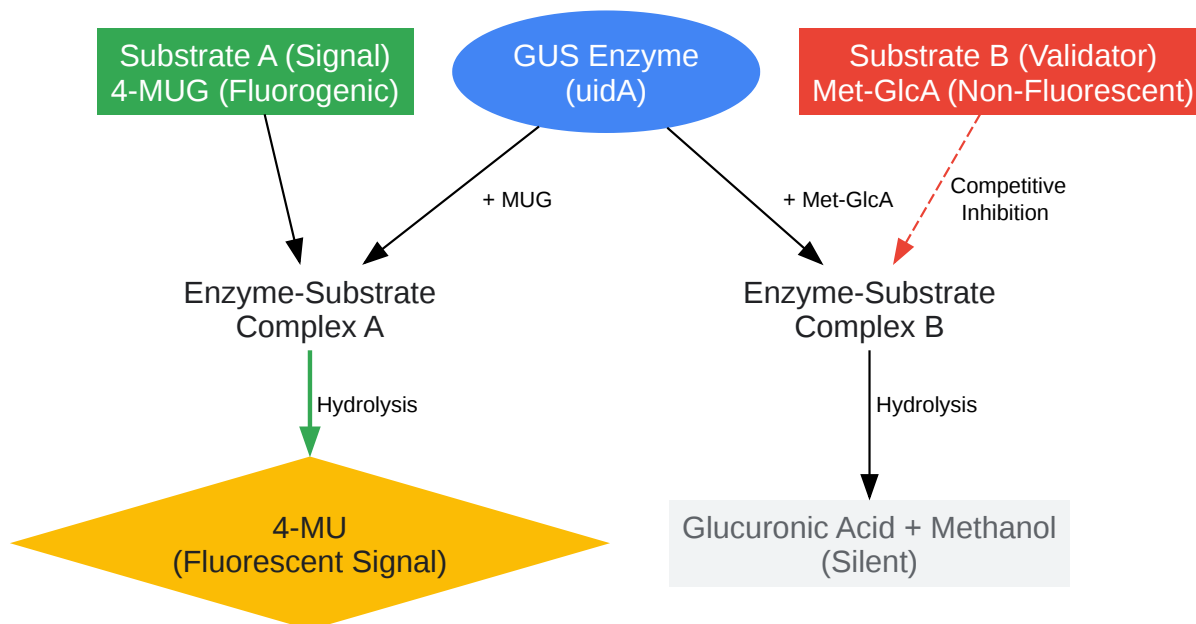 Substrate A (Signal)
4-MUG (Fluorogenic)
GUS Enzyme
(uidA)
Substrate B (Validator)
Met-GlcA (Non-Fluorescent)
+ MUG
+ Met-GlcA
Competitive
Inhibition
Enzyme-Substrate
Complex A
Enzyme-Substrate
Complex B
Hydrolysis
Hydrolysis
4-MU
(Fluorescent Signal)
Glucuronic Acid + Methanol
(Silent)